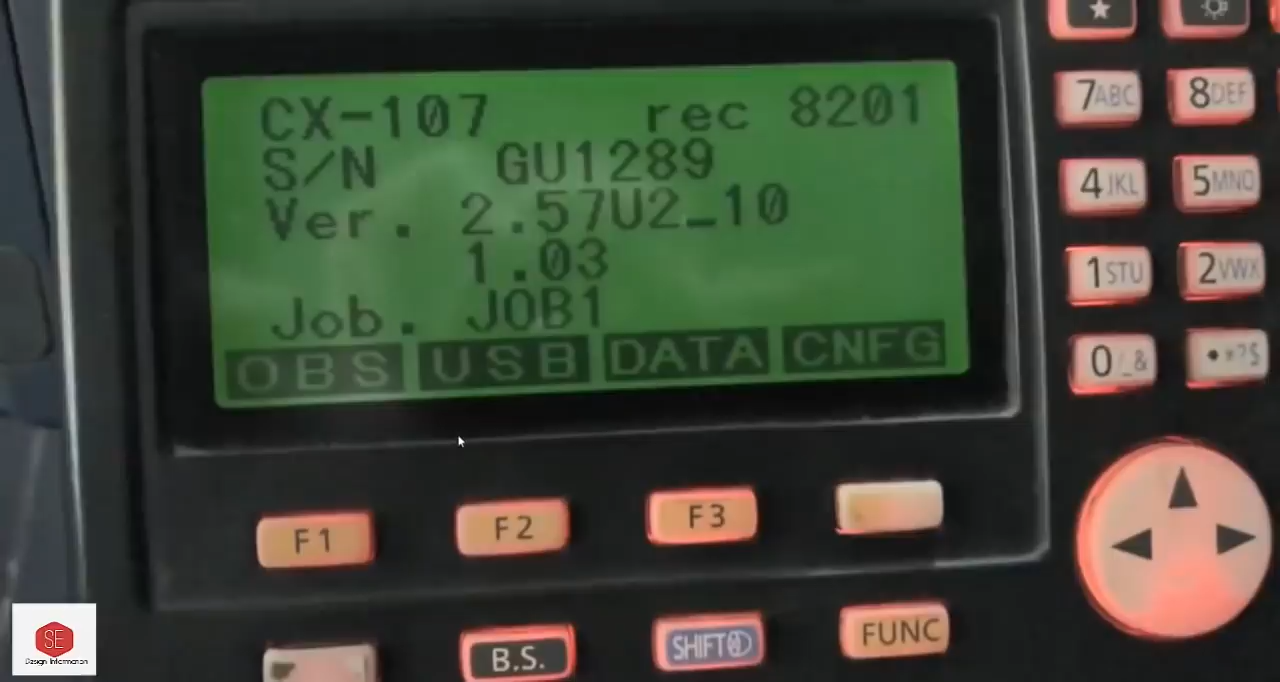 CX-107 rec 8201
S/N GU1289
Ver. 2.57U2_10
1.03
Job. JOB1
OBS USB DATA CNFG
7ABC 8DEF
4JKL 5MNO
1STU 2VWX
0/_&
F1 F2 F3
B.S. SHIFT FUNC
SE
Design Information